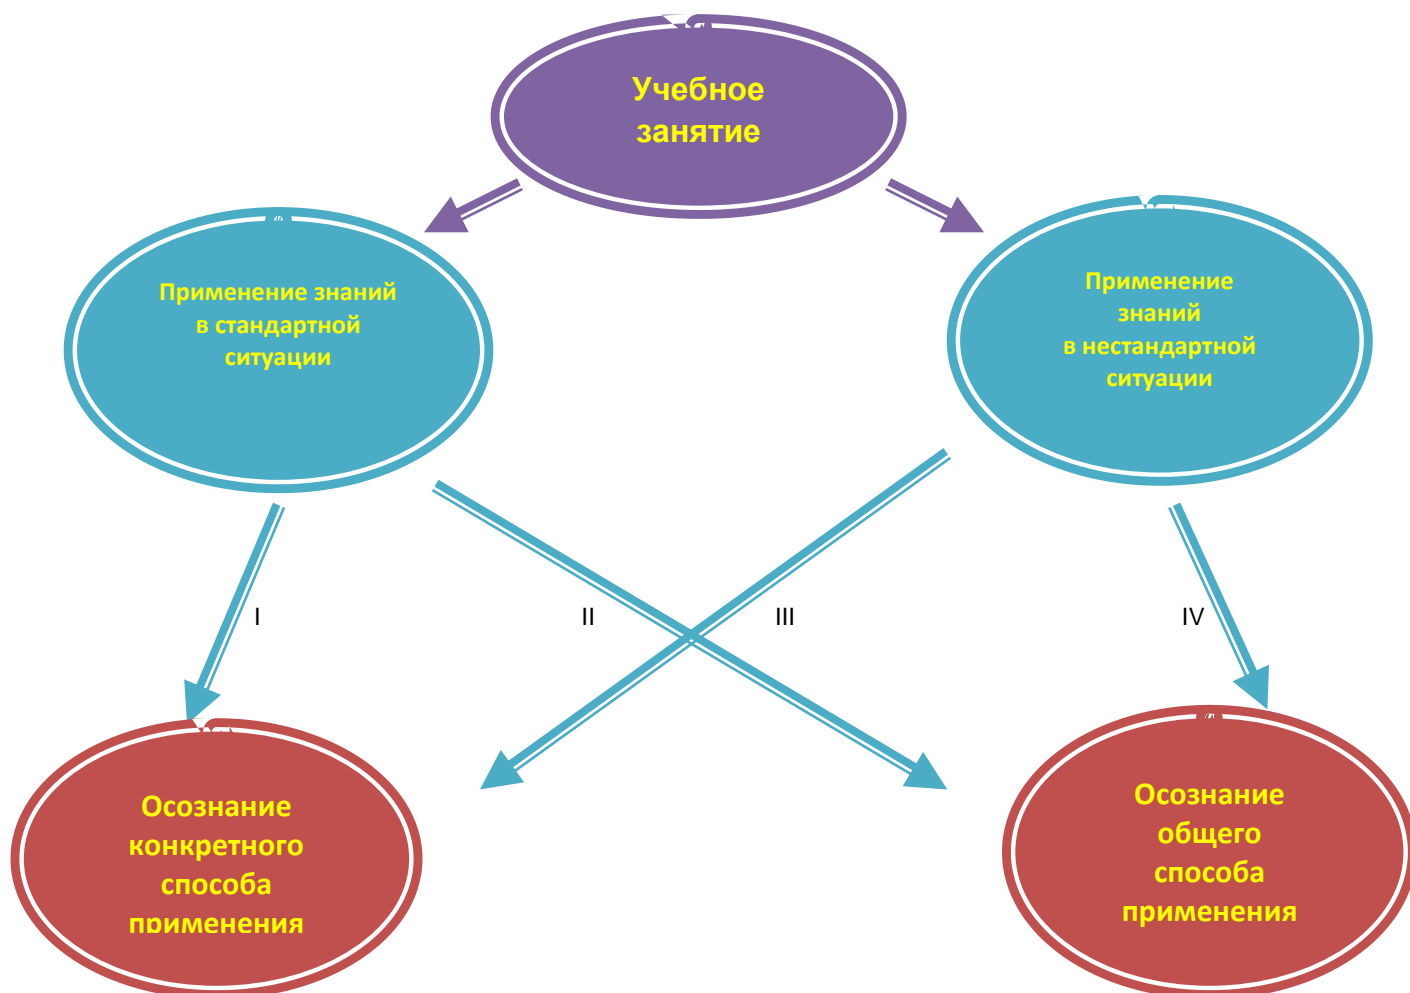 Учебное
занятие
Применение знаний
в стандартной
ситуации
Применение
знаний
в нестандартной
ситуации
I
II
III
IV
Осознание
конкретного
способа
применения
Осознание
общего
способа
применения